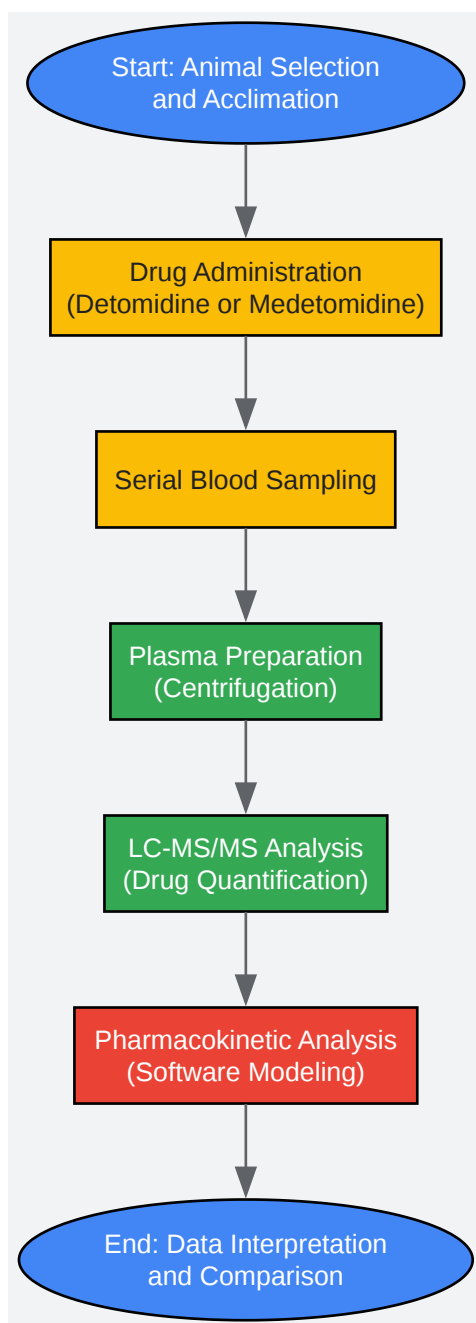 Start: Animal Selection
and Acclimation
Drug Administration
(Detomidine or Medetomidine)
Serial Blood Sampling
Plasma Preparation
(Centrifugation)
LC-MS/MS Analysis
(Drug Quantification)
Pharmacokinetic Analysis
(Software Modeling)
End: Data Interpretation
and Comparison